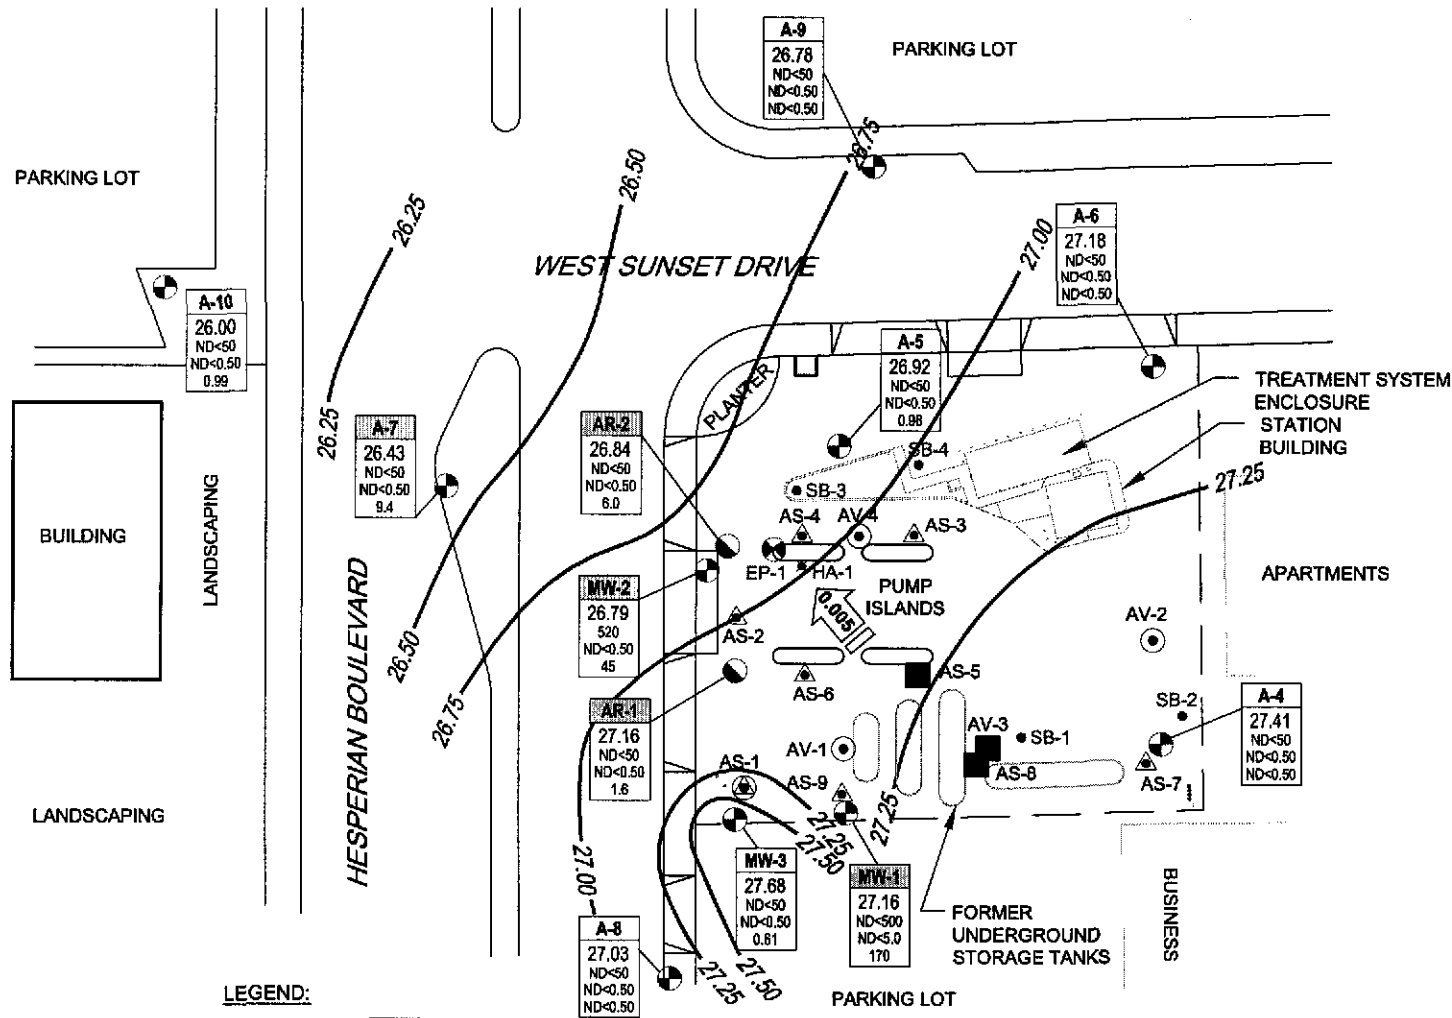 A-9
26.78
ND<50
ND<0.50
ND<0.50
PARKING LOT
26.75
PARKING LOT
26.25
26.50
WEST SUNSET DRIVE
27.00
A-6
27.18
ND<50
ND<0.50
ND<0.50
A-10
26.00
ND<50
ND<0.50
0.99
A-5
26.92
ND<50
ND<0.50
0.98
PLANTER
TREATMENT SYSTEM
ENCLOSURE
STATION
BUILDING
26.25
A-7
26.43
ND<50
ND<0.50
9.4
AR-2
26.84
ND<50
ND<0.50
6.0
SB-4
SB-3
27.25
BUILDING
LANDSCAPING
AS-4
AV-4
AS-3
EP-1
HA-1
PUMP
ISLANDS
APARTMENTS
MW-2
26.79
520
ND<0.50
45
0.005
AS-2
AV-2
26.50
HESPERIAN BOULEVARD
26.75
AS-6
AS-5
AR-1
27.16
ND<50
ND<0.50
1.6
SB-2
A-4
27.41
ND<50
ND<0.50
ND<0.50
AV-3
SB-1
AV-1
AS-1
AS-9
AS-8
AS-7
LANDSCAPING
27.25
27.50
27.25
27.00
MW-3
27.68
ND<50
ND<0.50
0.61
MW-1
27.16
ND<500
ND<5.0
170
FORMER
UNDERGROUND
STORAGE TANKS
BUSINESS
A-8
27.03
ND<50
ND<0.50
ND<0.50
27.25
27.50
LEGEND:
PARKING LOT